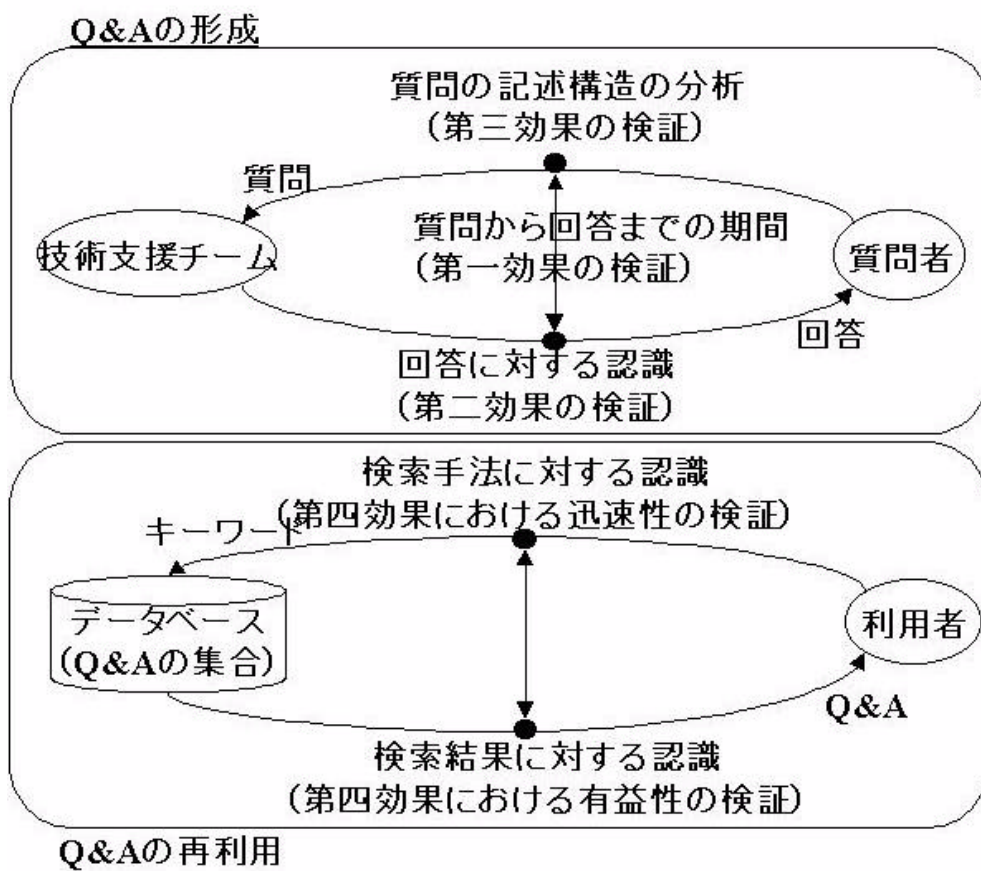 Q&Aの形成
質問の記述構造の分析
(第三効果の検証)
質問
技術支援チーム
質問から回答までの期間
(第一効果の検証)
質問者
回答
回答に対する認識
(第二効果の検証)
検索手法に対する認識
(第四効果における迅速性の検証)
キーワード
データベース
(Q&Aの集合)
利用者
Q&A
検索結果に対する認識
(第四効果における有益性の検証)
Q&Aの再利用